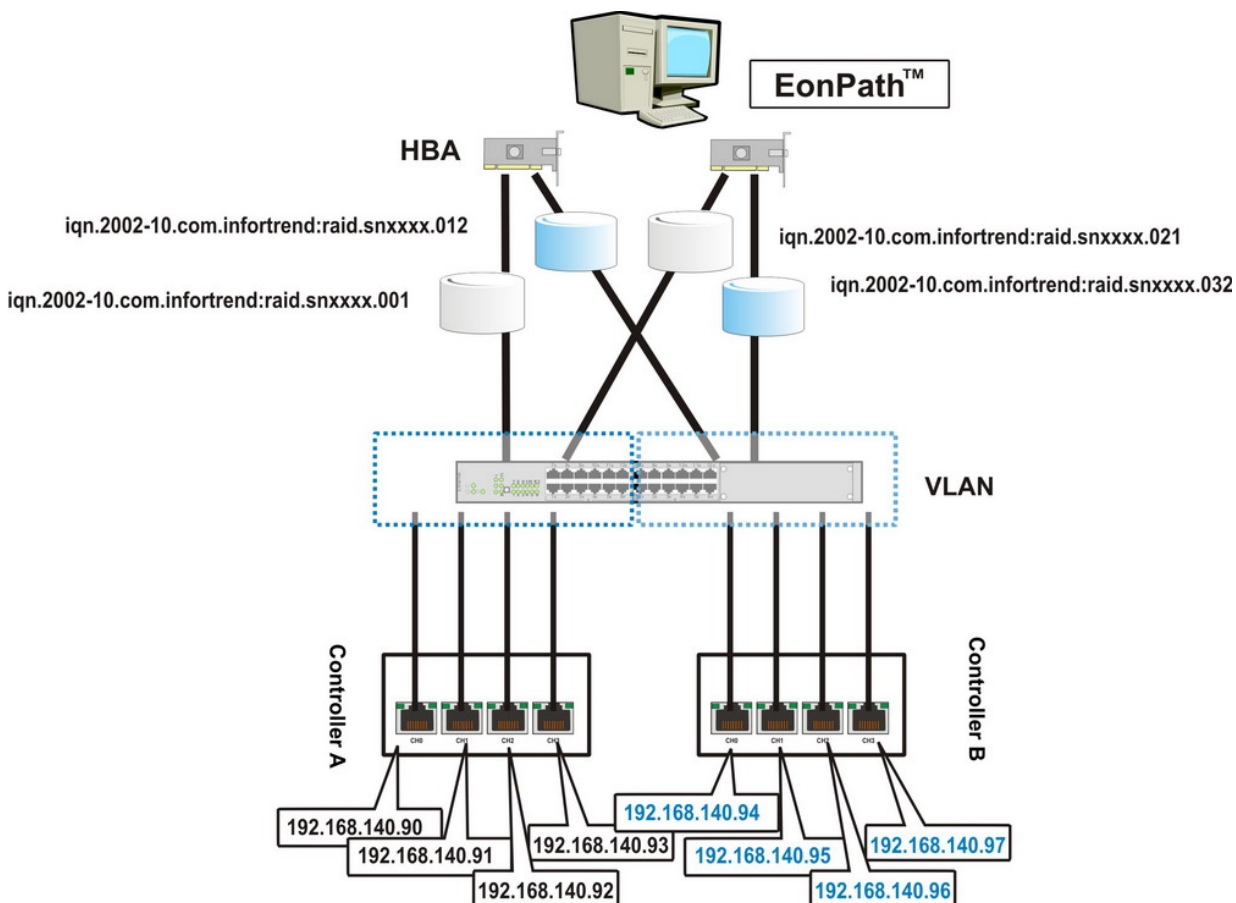 EonPath™
HBA
iqn.2002-10.com.infortrend:raid.snxxxx.012
iqn.2002-10.com.infortrend:raid.snxxxx.021
iqn.2002-10.com.infortrend:raid.snxxxx.001
iqn.2002-10.com.infortrend:raid.snxxxx.032
VLAN
Controller A
Controller B
CH0
CH1
CH2
CH3
CH0
CH1
CH2
CH3
192.168.140.90
192.168.140.91
192.168.140.92
192.168.140.93
192.168.140.94
192.168.140.95
192.168.140.96
192.168.140.97